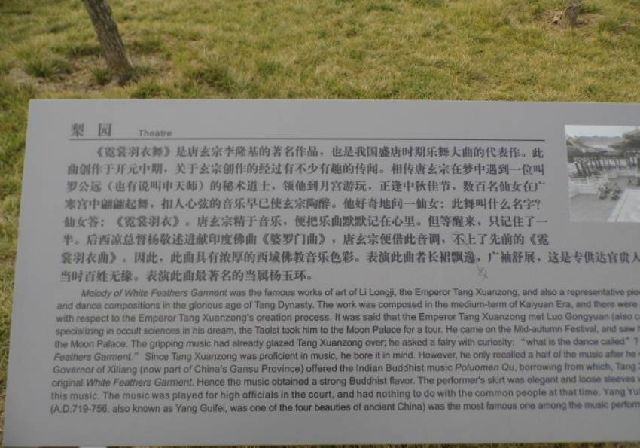 梨园 Theatre
《霓裳羽衣舞》是唐玄宗李隆基的著名作品，也是我国盛唐时期乐舞大曲的代表作。此
曲创作于开元中期，关于玄宗创作的经过有不少有趣的传闻。相传唐玄宗在梦中遇到一位叫
罗公远（也有说叫申天师）的秘术道士，领他到月宫游玩，正逢中秋佳节，数百名仙女在广
寒宫中翩翩起舞，扣人心弦的音乐早已使玄宗陶醉。他好奇地问一仙女：此舞叫什么名字？
仙女答：《霓裳羽衣》。唐玄宗精于音乐，便把乐曲默默记在心里。但等醒来，只记住了一
半。后西凉总督杨敬述进献印度佛曲《婆罗门曲》，唐玄宗便借此音调，不上了先前的《霓
裳羽衣曲》。因此，此曲具有浓厚的西域佛教音乐色彩。表演此曲者长裙飘逸，广袖舒展，这是专供达官贵人
当时百姓无缘。表演此曲最著名的当属杨玉环。
Melody of White Feathers Garment was the famous works of art of Li Longji, the Emperor Tang Xuanzong, and also a representative
and dance compositions in the glorious age of Tang Dynasty. The work was composed in the medium-term of Kaiyuan Era, and there were
with respect to the Emperor Tang Xuanzong's creation process. It was said that the Emperor Tang Xuanzong met Luo Gongyuan (also
specializing in occult sciences in his dream, the Taoist took him to the Moon Palace for a tour. He came on the Mid-autumn Festival, and saw
the Moon Palace. The gripping music had already glazed Tang Xuanzong over; he asked a fairy with curiosity: "what is the dance called" ?
Feathers Garment." Since Tang Xuanzong was proficient in music, he bore it in mind. However, he only recalled a half of the music after he
Governor of Xiliang (now part of China's Gansu Province) offered the Indian Buddhist music Poluomen Qu, borrowing from which, Tang
original White Feathers Garment. Hence the music obtained a strong Buddhist flavor. The performer's skirt was elegant and loose sleeves
this music. The music was played for high officials in the court, and had nothing to do with the common people at that time. Yang
(A.D.719-756, also known as Yang Guifei, was one of the four beauties of ancient China) was the most famous one among the music